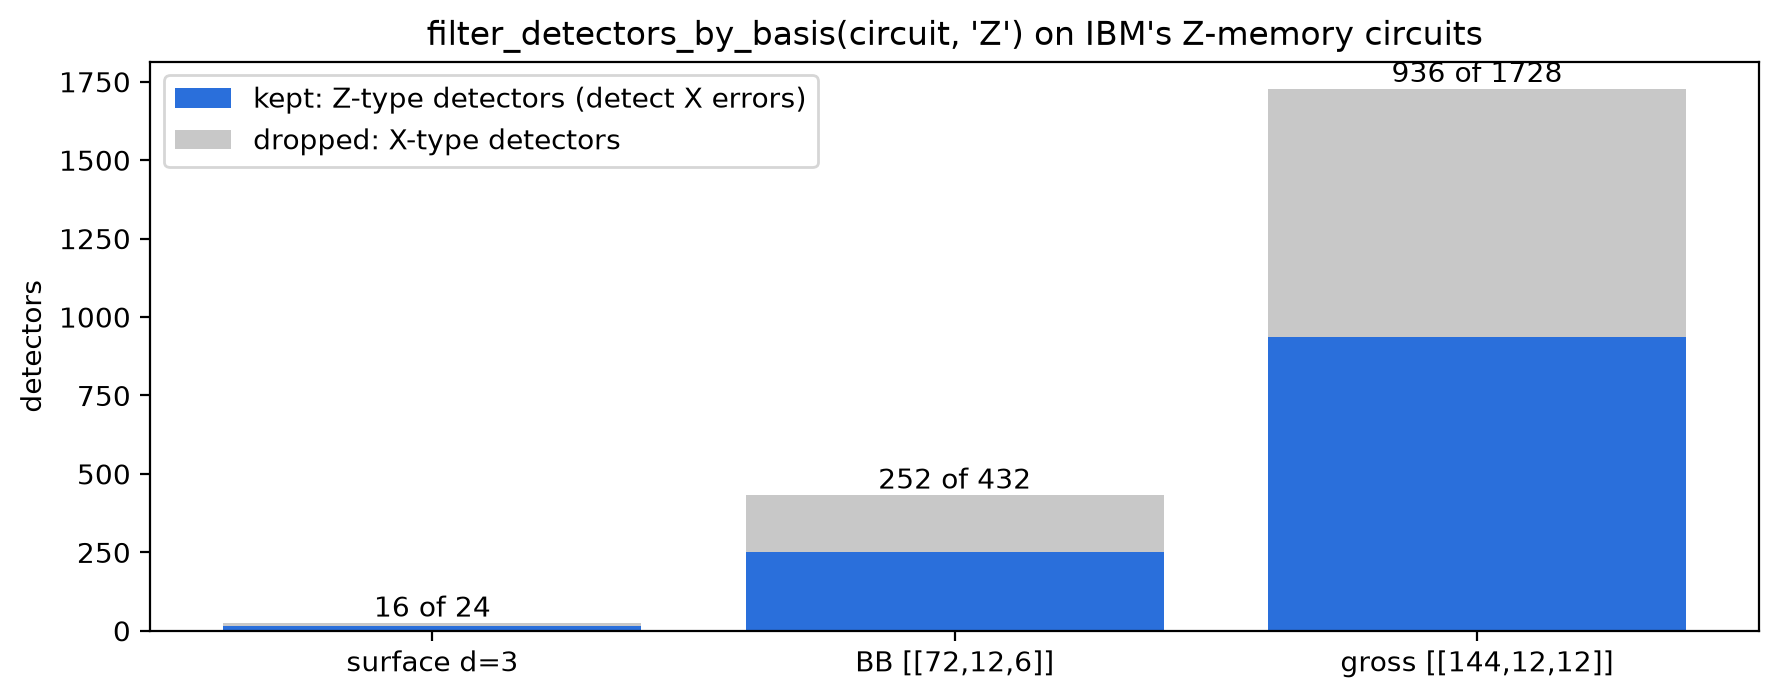 filter_detectors_by_basis(circuit, 'Z') on IBM's Z-memory circuits
kept: Z-type detectors (detect X errors)
dropped: X-type detectors
detectors
1750
1500
1250
1000
750
500
250
0
16 of 24
252 of 432
936 of 1728
surface d=3
BB [[72,12,6]]
gross [[144,12,12]]